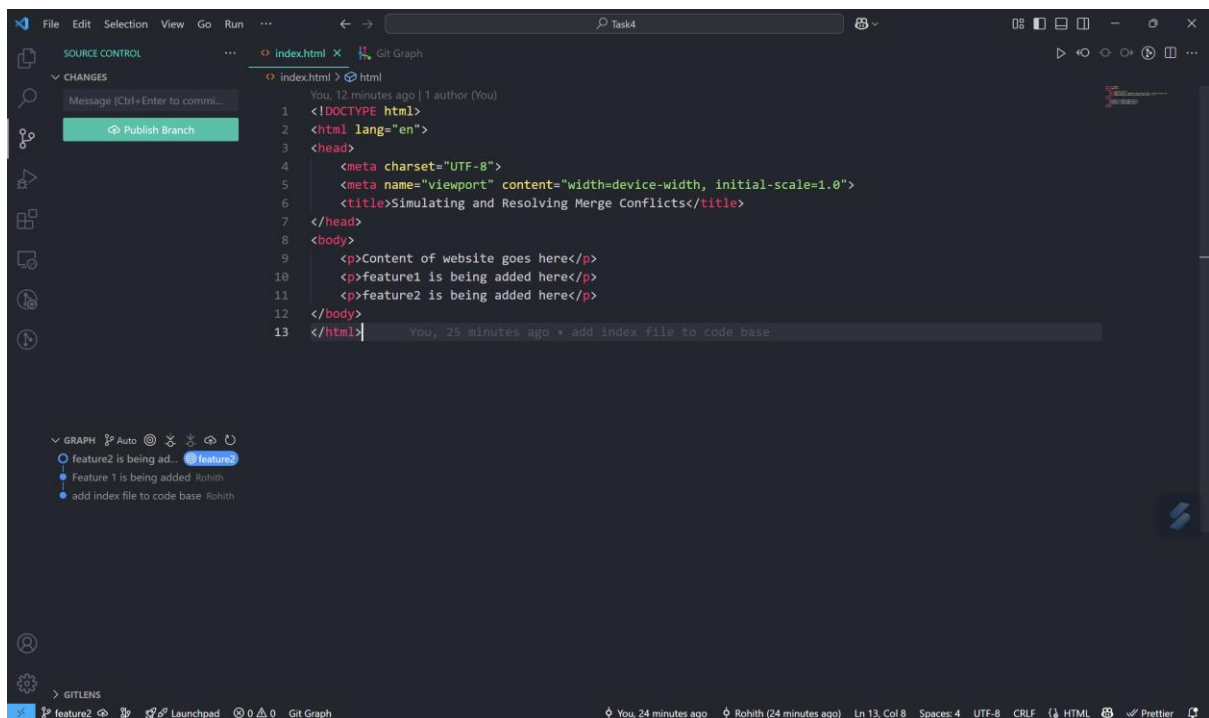 File Edit Selection View Go Run ··· Task4
SOURCE CONTROL ···
CHANGES
Message (Ctrl+Enter to commi...
Publish Branch
index.html Git Graph
index.html > html
You, 12 minutes ago | 1 author (You)
1 <!DOCTYPE html>
2 <html lang="en">
3 <head>
4 <meta charset="UTF-8">
5 <meta name="viewport" content="width=device-width, initial-scale=1.0">
6 <title>Simulating and Resolving Merge Conflicts</title>
7 </head>
8 <body>
9 <p>Content of website goes here</p>
10 <p>feature1 is being added here</p>
11 <p>feature2 is being added here</p>
12 </body>
13 </html> You, 25 minutes ago • add index file to code base
GRAPH Auto
feature2 is being ad... feature2
Feature 1 is being added Rohith
add index file to code base Rohith
GITLENS
feature2 Launchpad 0 0 Git Graph You, 24 minutes ago Rohith (24 minutes ago) Ln 13, Col 8 Spaces: 4 UTF-8 CRLF HTML Prettier